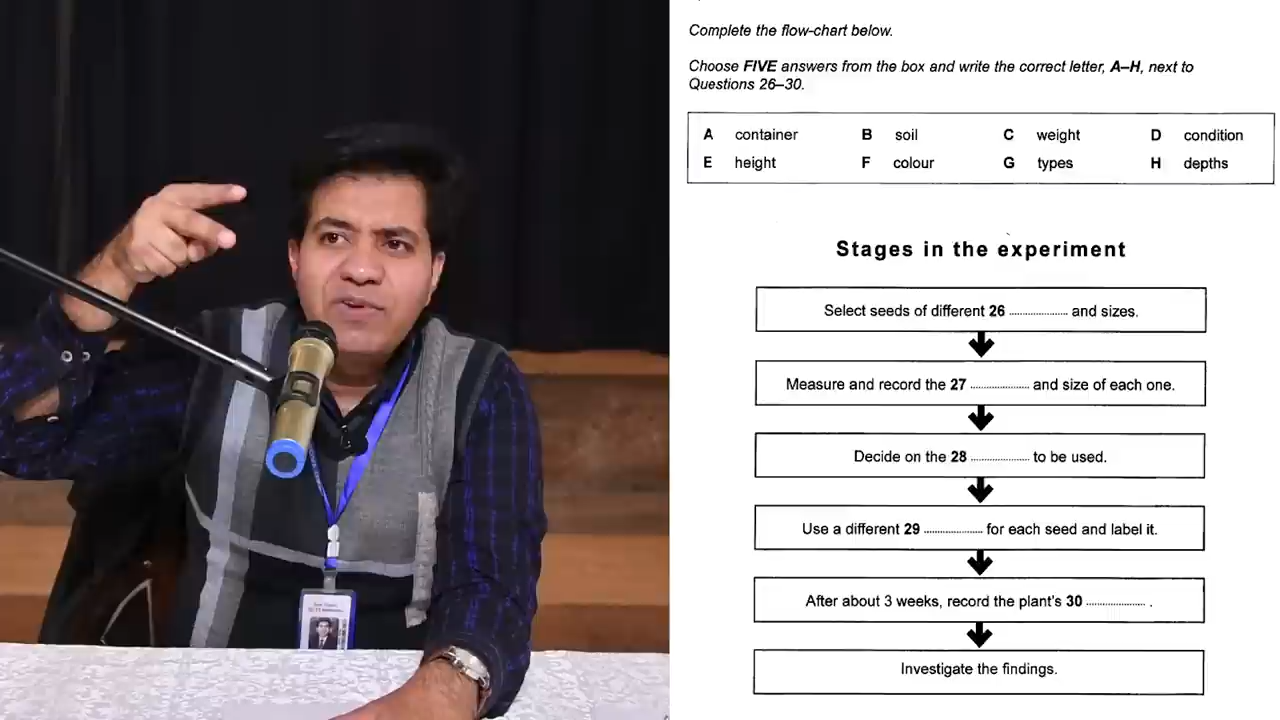 Complete the flow-chart below.
Choose FIVE answers from the box and write the correct letter, A–H, next to
Questions 26–30.
A container B soil C weight D condition
E height F colour G types H depths
Stages in the experiment
Select seeds of different 26 .................... and sizes.
Measure and record the 27 .................... and size of each one.
Decide on the 28 .................... to be used.
Use a different 29 .................... for each seed and label it.
After about 3 weeks, record the plant's 30 .................... .
Investigate the findings.